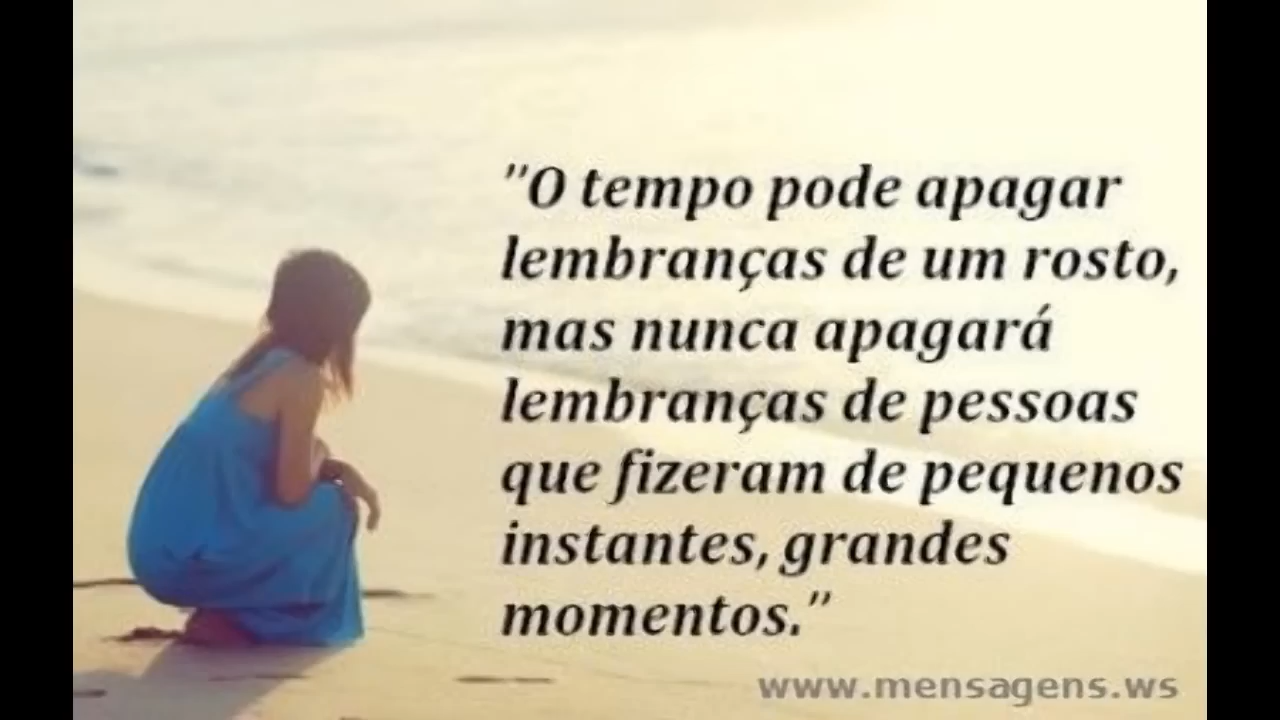 "O tempo pode apagar
lembranças de um rosto,
mas nunca apagará
lembranças de pessoas
que fizeram de pequenos
instantes, grandes
momentos."
www.mensagens.ws